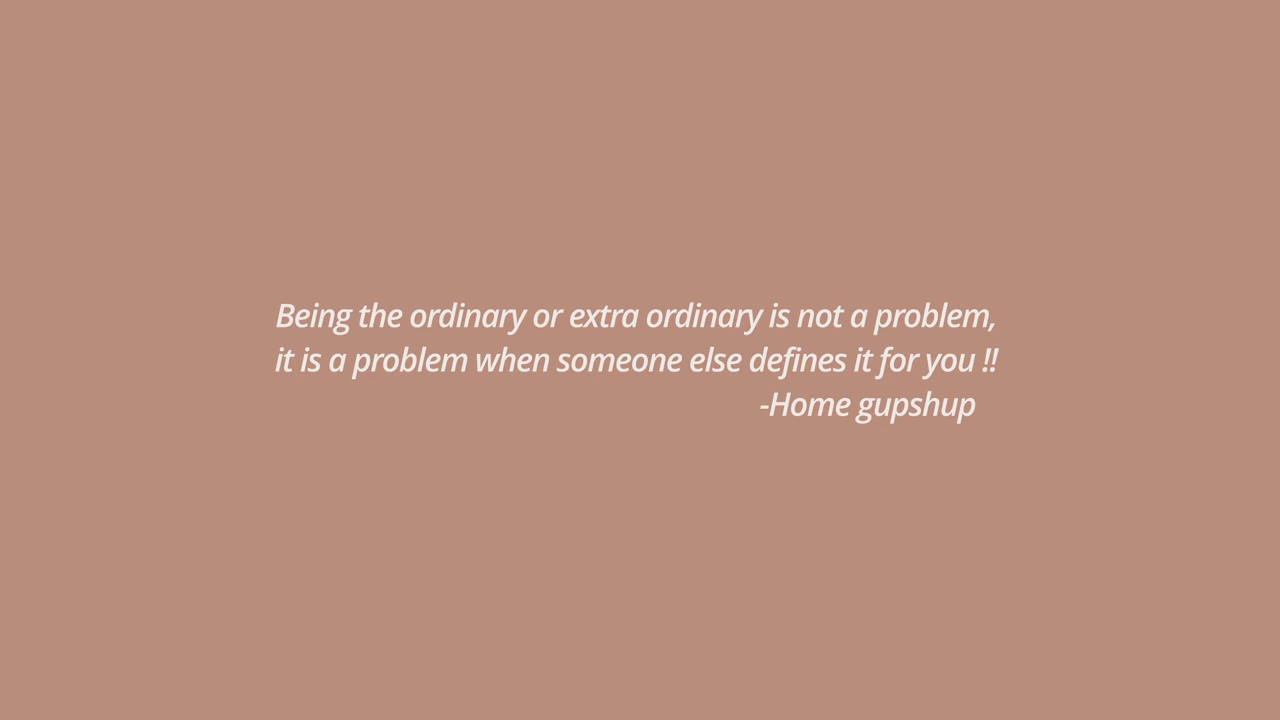 Being the ordinary or extra ordinary is not a problem,
it is a problem when someone else defines it for you !!
-Home gupshup